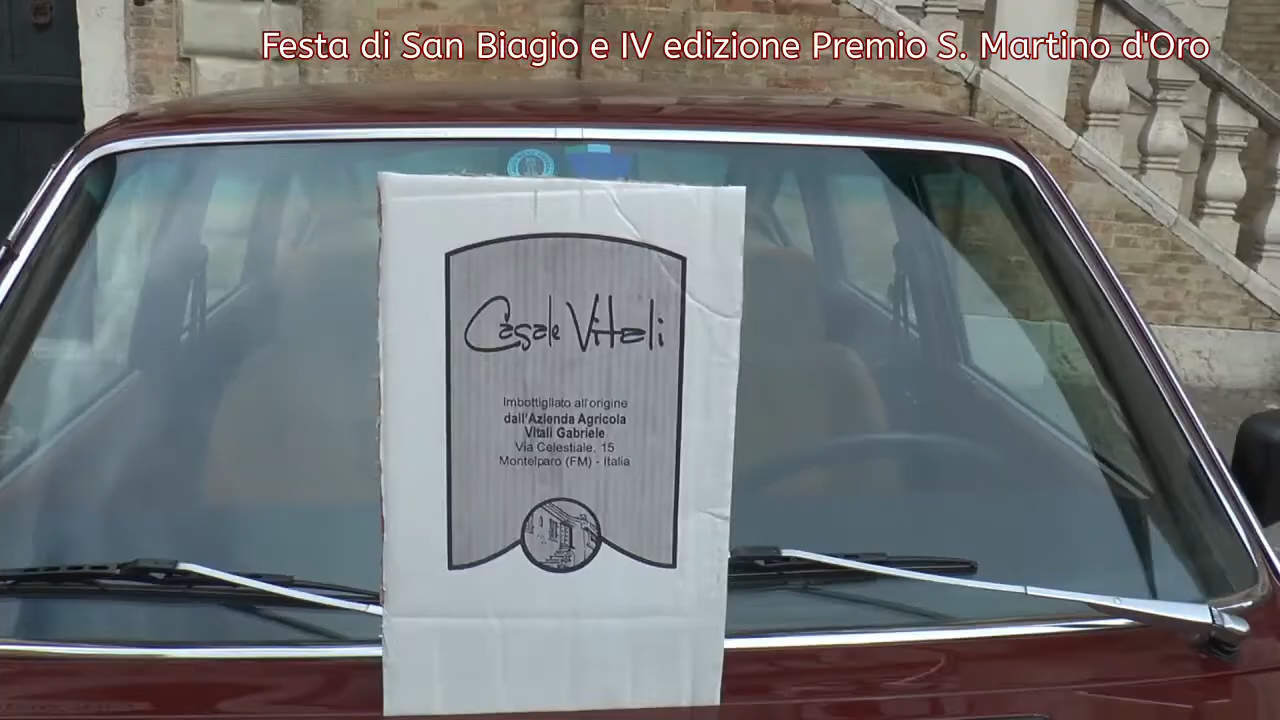 Festa di San Biagio e IV edizione Premio S. Martino d'Oro
Casale Vitali
Imbottigliato all'origine
dall'Azienda Agricola
Vitali Gabriele
Via Celestiale, 15
Montelparo (FM) - Italia